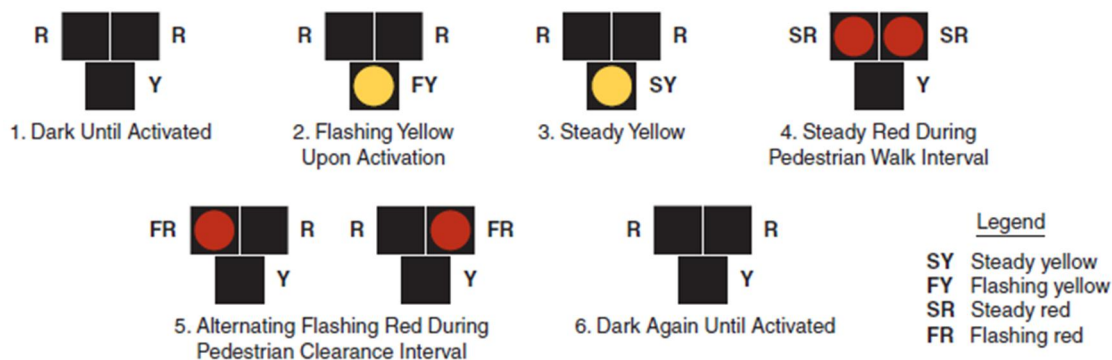 R R Y
R R FY
R R SY
SR SR Y
1. Dark Until Activated
2. Flashing Yellow
Upon Activation
3. Steady Yellow
4. Steady Red During
Pedestrian Walk Interval
FR R Y
R FR Y
R R Y
5. Alternating Flashing Red During
Pedestrian Clearance Interval
6. Dark Again Until Activated
Legend
SY Steady yellow
FY Flashing yellow
SR Steady red
FR Flashing red